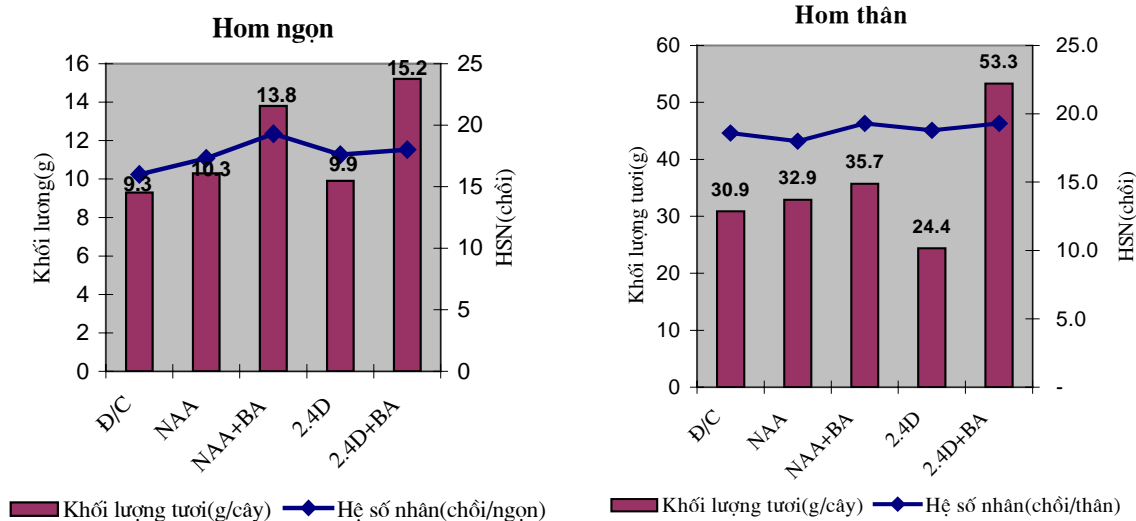 Hom ngọn
Khối lương(g)
16
14
12
10
8
6
4
2
0
9.3
10.3
13.8
9.9
15.2
25
20
15
10
5
0
HSN(chồi)
Đ/C
NAA
NAA+BA
2.4D
2.4D+BA
Khối lượng tươi(g/cây)
Hệ số nhân(chồi/ngọn)
Hom thân
Khối lượng tươi(g)
60
50
40
30
20
10
0
30.9
32.9
35.7
24.4
53.3
25.0
20.0
15.0
10.0
5.0
-
HSN(chồi)
Đ/C
NAA
NAA+BA
2.4D
2.4D+BA
Khối lượng tươi(g/cây)
Hệ số nhân(chồi/thân)